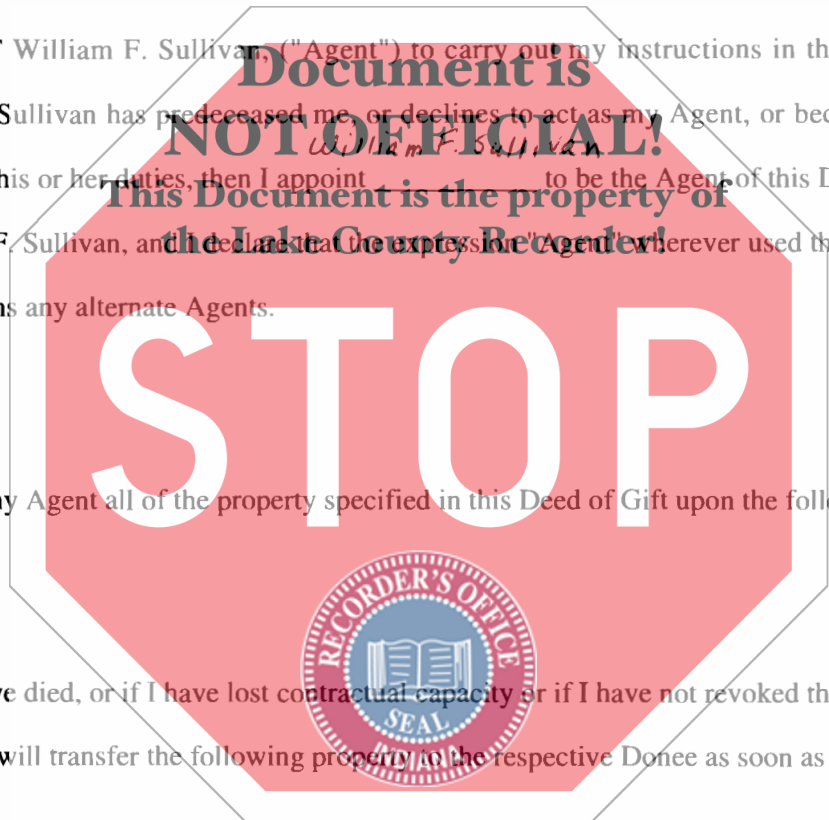 William F. Sullivan, ("Agent") to carry out my instructions in th
Document is
Sullivan has predeceased me, or declines to act as my Agent, or bec
NOT OFFICIAL!
William F. Sullivan
his or her duties, then I appoint ____________ to be the Agent of this D
This Document is the property of
F. Sullivan, and I declare that the expression "Agent" wherever used th
the Lake County Recorder!
ns any alternate Agents.
STOP
y Agent all of the property specified in this Deed of Gift upon the follo
RECORDER'S OFFICE
e died, or if I have lost contractual capacity or if I have not revoked th
SEAL
INDIANA
will transfer the following property to the respective Donee as soon as